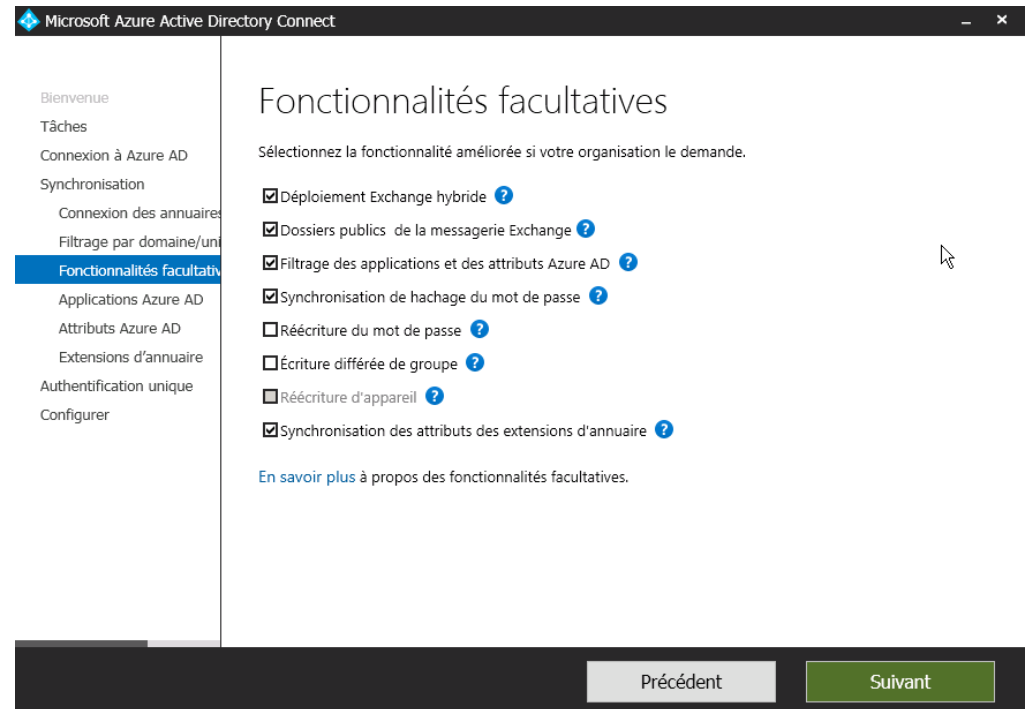 Microsoft Azure Active Directory Connect
Bienvenue
Tâches
Connexion à Azure AD
Synchronisation
Connexion des annuaires
Filtrage par domaine/uni
Fonctionnalités facultativ
Applications Azure AD
Attributs Azure AD
Extensions d'annuaire
Authentification unique
Configurer
Fonctionnalités facultatives
Sélectionnez la fonctionnalité améliorée si votre organisation le demande.
Déploiement Exchange hybride ?
Dossiers publics de la messagerie Exchange ?
Filtrage des applications et des attributs Azure AD ?
Synchronisation de hachage du mot de passe ?
Réécriture du mot de passe ?
Écriture différée de groupe ?
Réécriture d'appareil ?
Synchronisation des attributs des extensions d'annuaire ?
En savoir plus à propos des fonctionnalités facultatives.
Précédent
Suivant